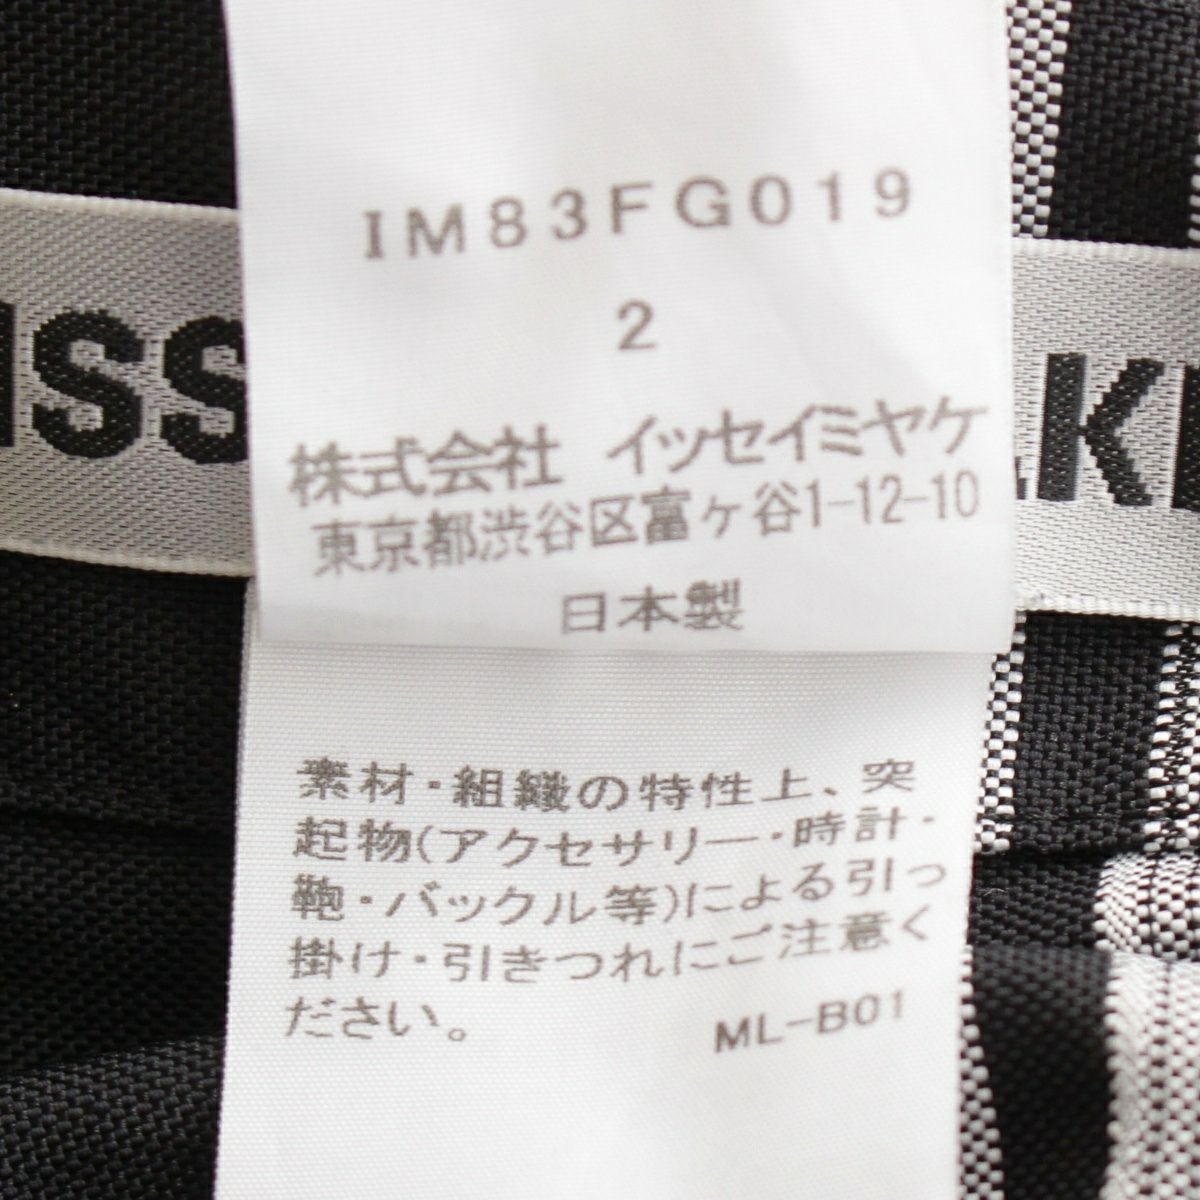 IM83FG019
2
ISS
KE
株式会社 イッセイミヤケ
東京都渋谷区富ヶ谷1-12-10
日本製
素材・組織の特性上、突
起物(アクセサリー・時計・
鞄・バックル等)による引っ
掛け・引きつれにご注意く
ださい。
ML-B01